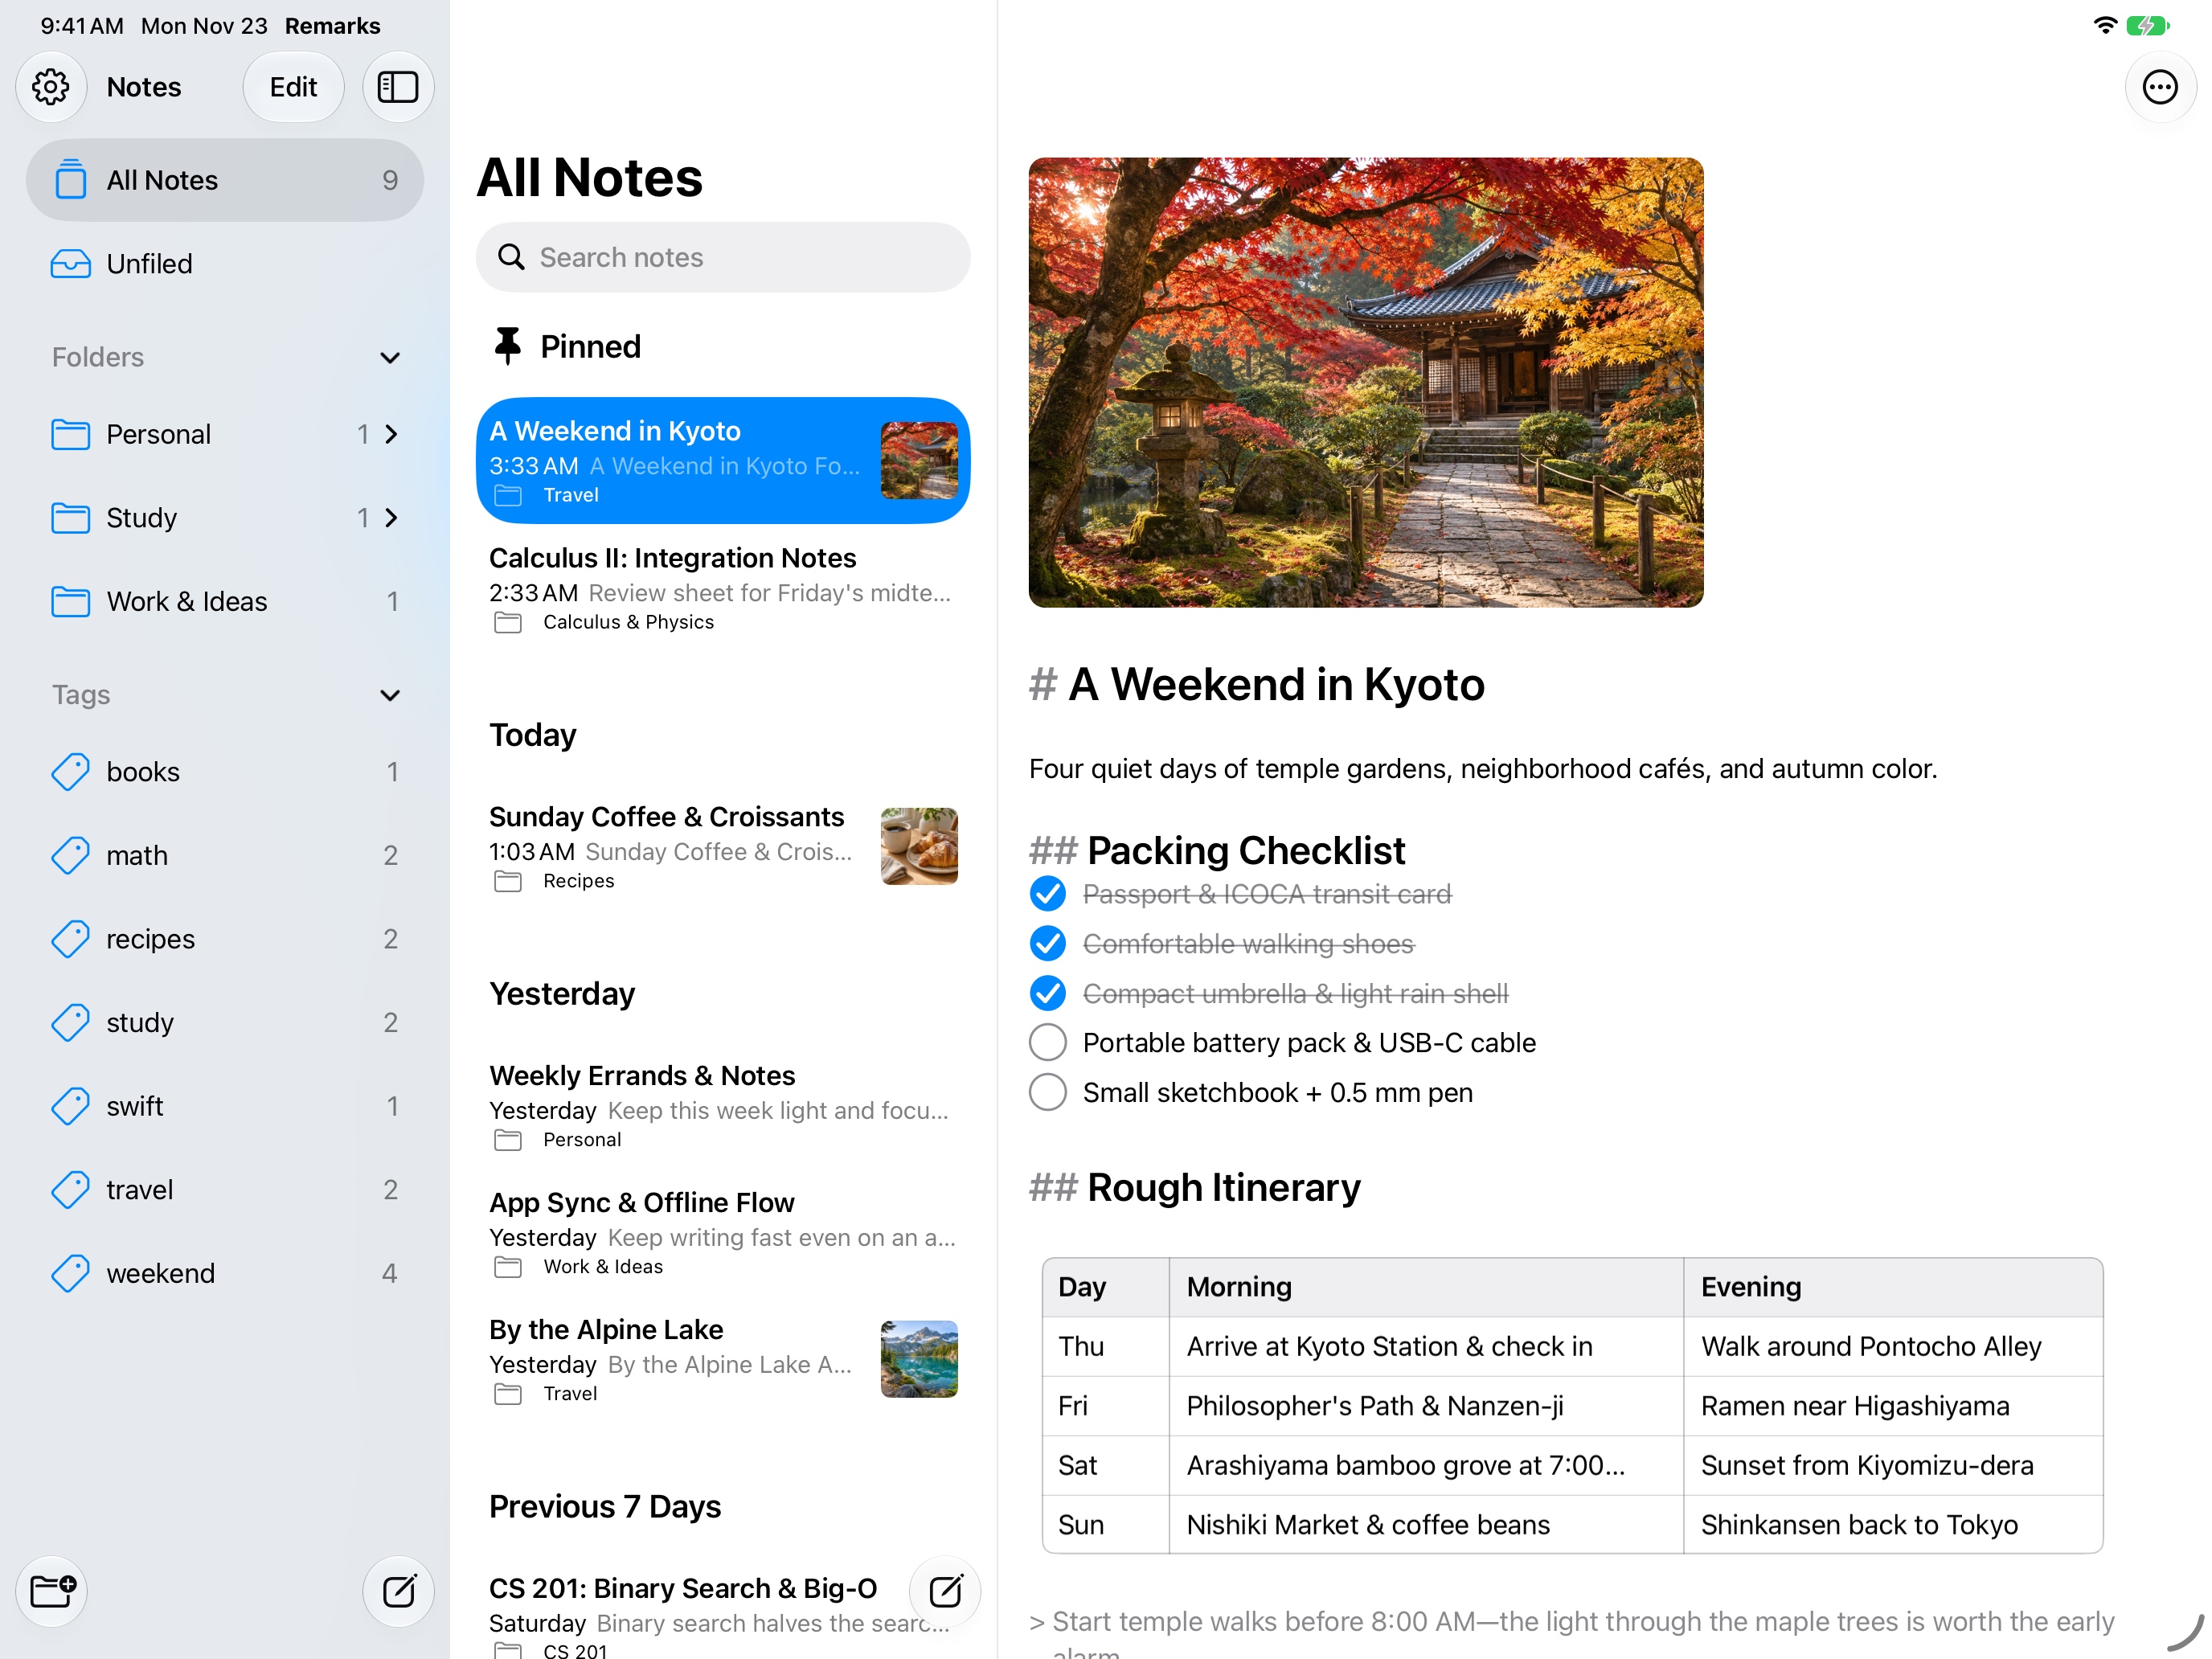 9:41 AM Mon Nov 23 Remarks
Notes
Edit
All Notes 9
Unfiled
Folders
Personal 1
Study 1
Work & Ideas 1
Tags
books 1
math 2
recipes 2
study 2
swift 1
travel 2
weekend 4
All Notes
Search notes
Pinned
A Weekend in Kyoto
3:33 AM A Weekend in Kyoto Fo...
Travel
Calculus II: Integration Notes
2:33 AM Review sheet for Friday's midte...
Calculus & Physics
Today
Sunday Coffee & Croissants
1:03 AM Sunday Coffee & Crois...
Recipes
Yesterday
Weekly Errands & Notes
Yesterday Keep this week light and focu...
Personal
App Sync & Offline Flow
Yesterday Keep writing fast even on an a...
Work & Ideas
By the Alpine Lake
Yesterday By the Alpine Lake A...
Travel
Previous 7 Days
CS 201: Binary Search & Big-O
Saturday Binary search halves the searc...
CS 201
# A Weekend in Kyoto
Four quiet days of temple gardens, neighborhood cafés, and autumn color.
## Packing Checklist
Passport & ICOCA transit card
Comfortable walking shoes
Compact umbrella & light rain shell
Portable battery pack & USB-C cable
Small sketchbook + 0.5 mm pen
## Rough Itinerary
Day Morning Evening
Thu Arrive at Kyoto Station & check in Walk around Pontocho Alley
Fri Philosopher's Path & Nanzen-ji Ramen near Higashiyama
Sat Arashiyama bamboo grove at 7:00... Sunset from Kiyomizu-dera
Sun Nishiki Market & coffee beans Shinkansen back to Tokyo
> Start temple walks before 8:00 AM—the light through the maple trees is worth the early
alarm